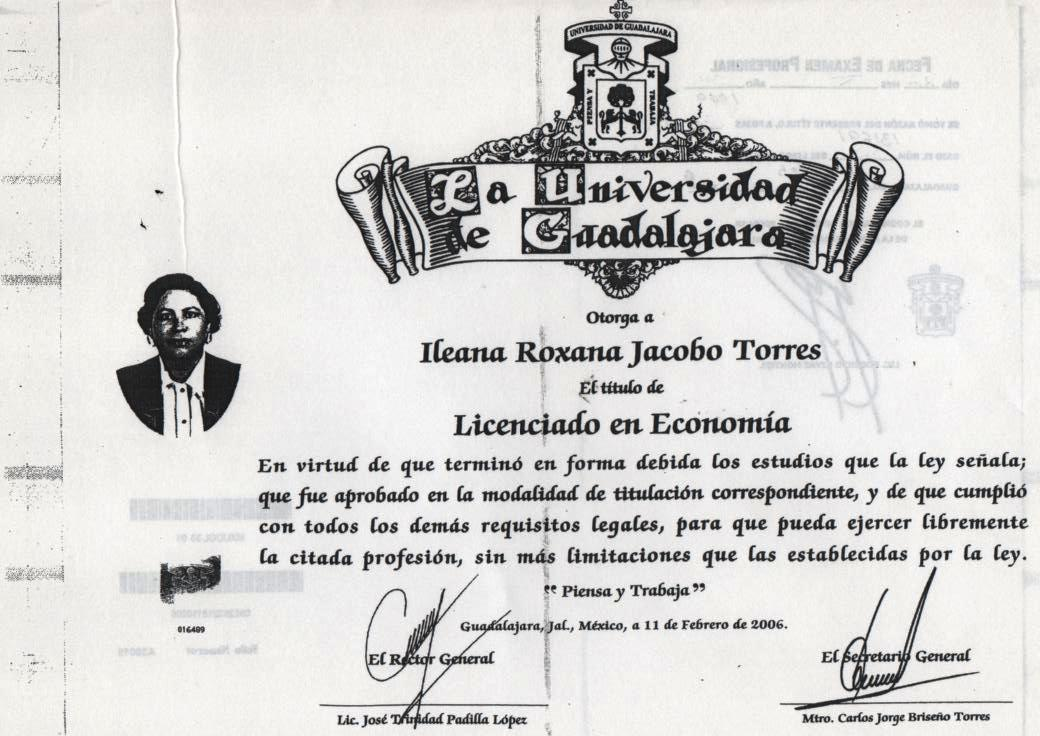 UNIVERSIDAD DE GUADALAJARA
PIENSA Y
TRABAJA
La Universidad
de Guadalajara
Otorga a
Ileana Roxana Jacobo Torres
El título de
Licenciado en Economía
En virtud de que terminó en forma debida los estudios que la ley señala;
que fue aprobado en la modalidad de titulación correspondiente, y de que cumplió
con todos los demás requisitos legales, para que pueda ejercer libremente
la citada profesión, sin más limitaciones que las establecidas por la ley.
“ Piensa y Trabaja ”
Guadalajara, Jal., México, a 11 de Febrero de 2006.
016489
El Rector General
El Secretario General
Lic. José Trinidad Padilla López
Mtro. Carlos Jorge Briseño Torres
FECHA DE EXAMEN PROFESIONAL